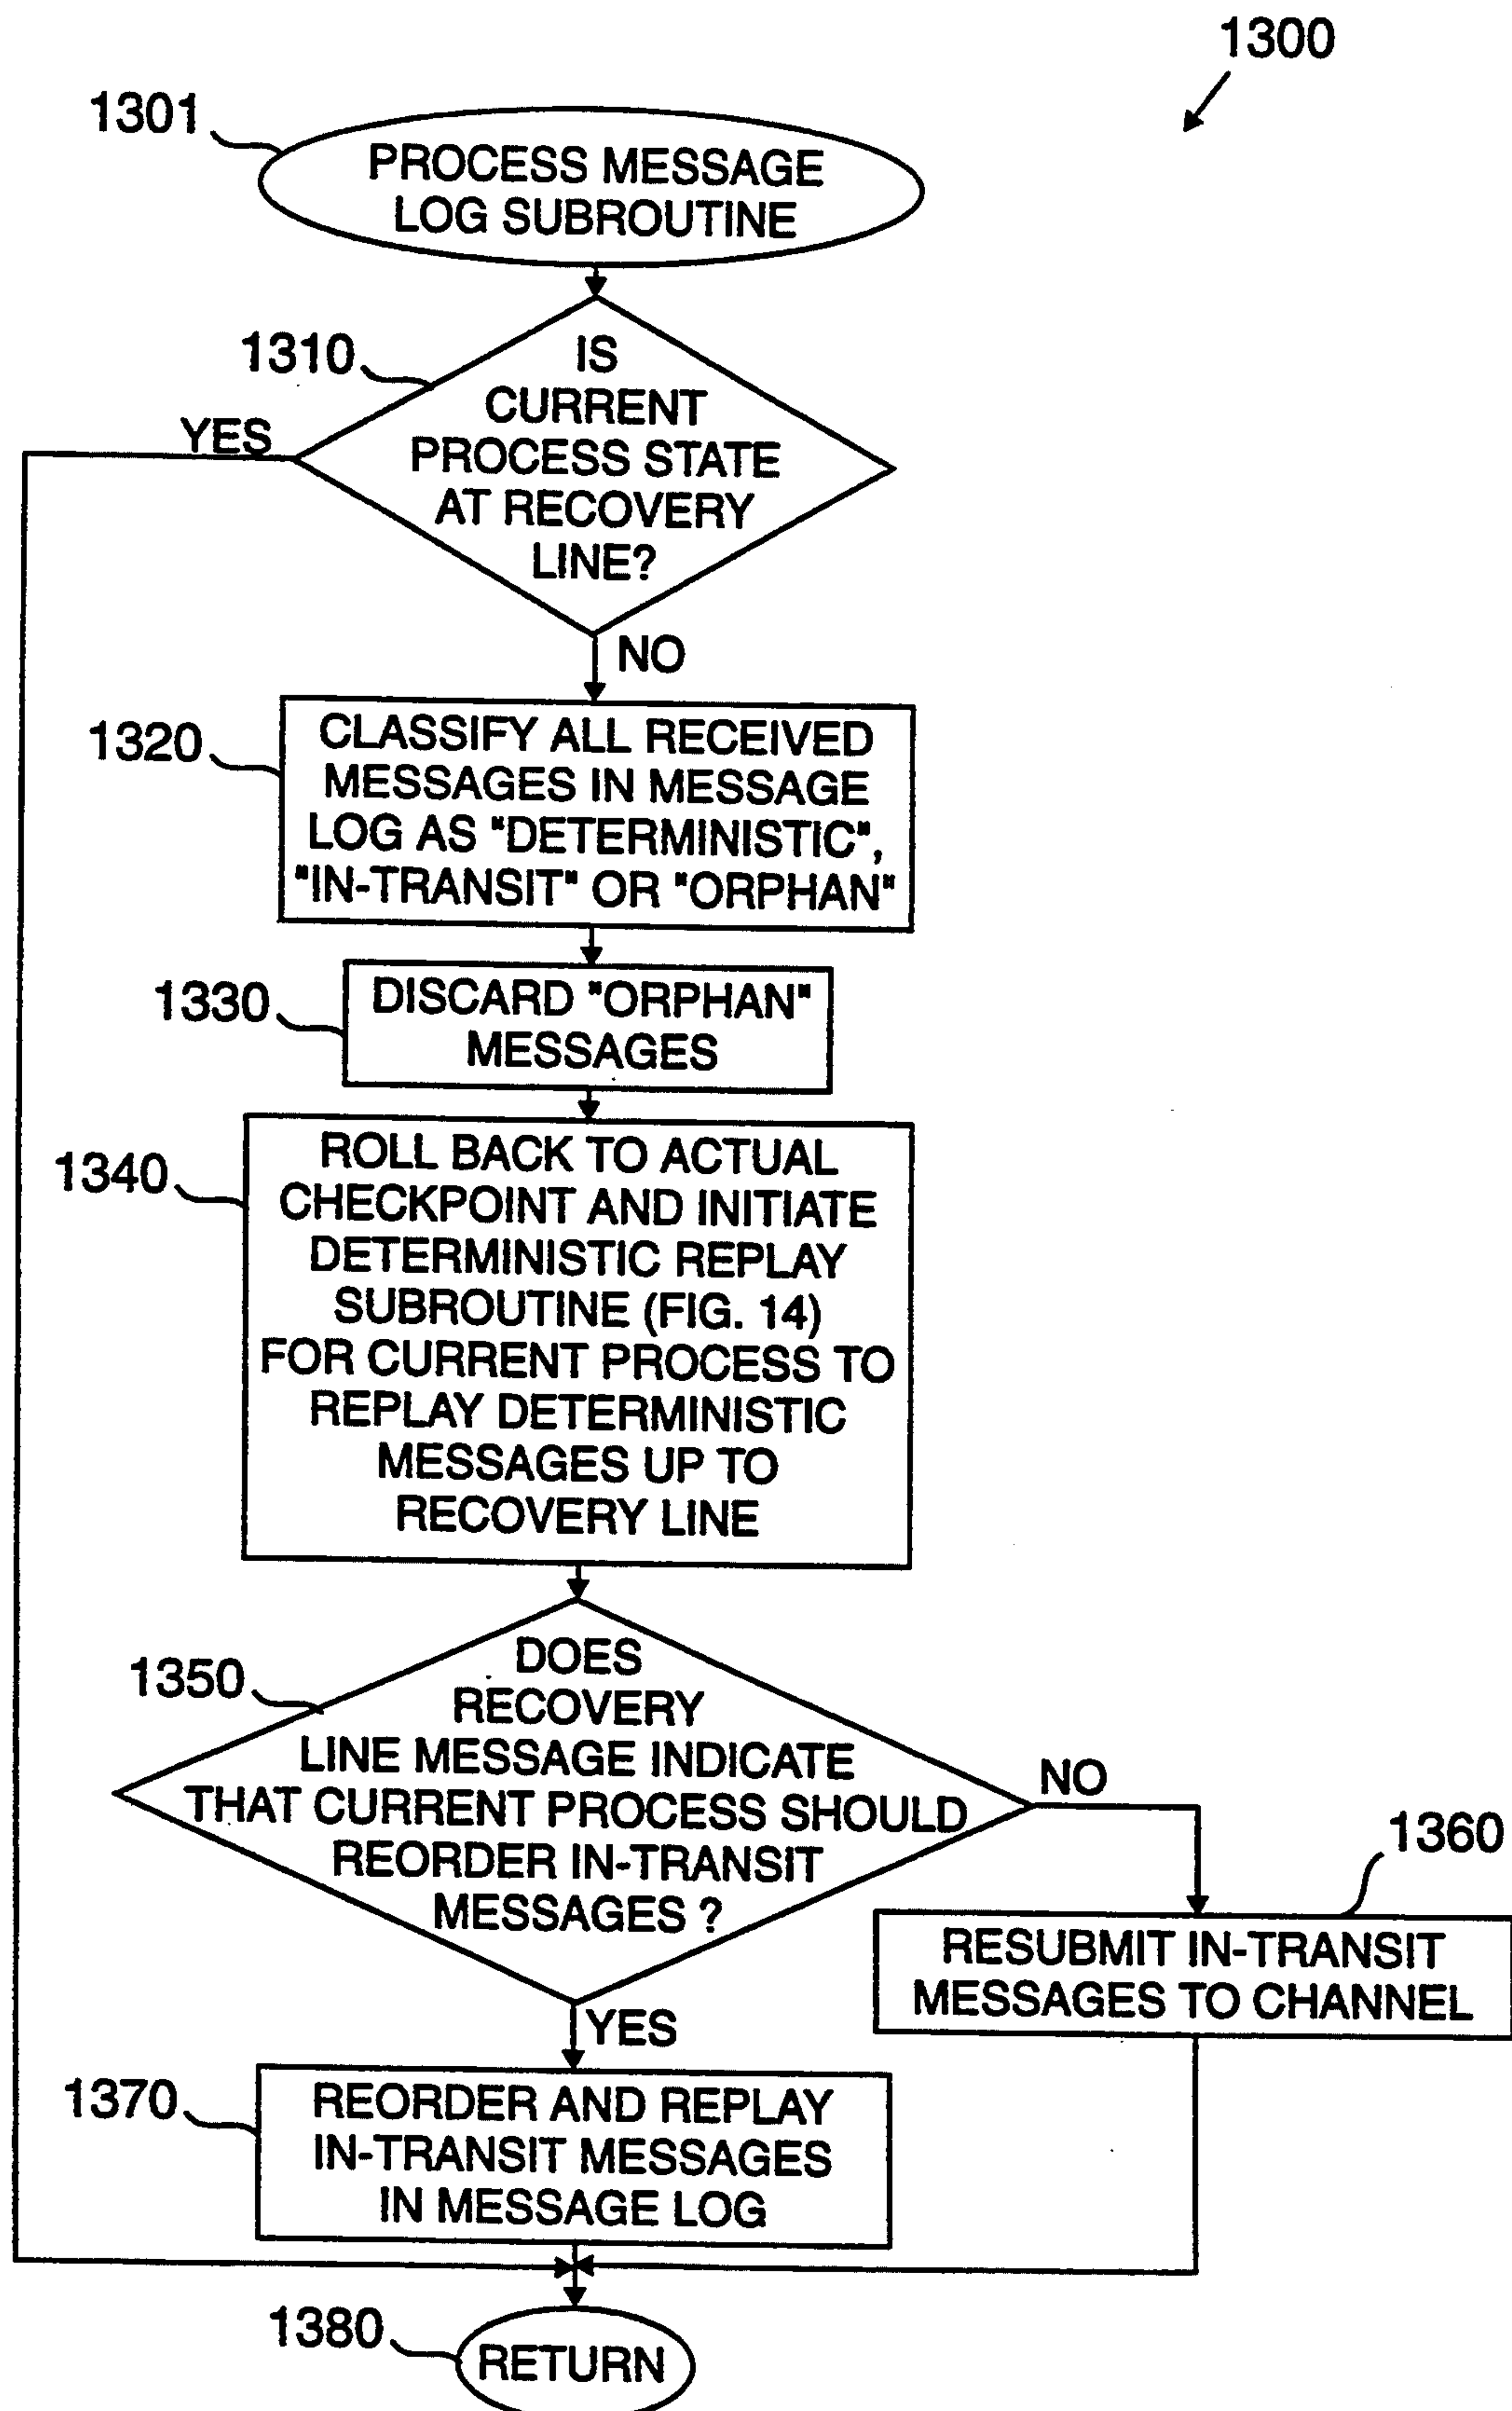 1300
1301
PROCESS MESSAGE
LOG SUBROUTINE
1310
IS
CURRENT
PROCESS STATE
AT RECOVERY
LINE?
YES
NO
1320
CLASSIFY ALL RECEIVED
MESSAGES IN MESSAGE
LOG AS "DETERMINISTIC",
"IN-TRANSIT" OR "ORPHAN"
1330
DISCARD "ORPHAN"
MESSAGES
1340
ROLL BACK TO ACTUAL
CHECKPOINT AND INITIATE
DETERMINISTIC REPLAY
SUBROUTINE (FIG. 14)
FOR CURRENT PROCESS TO
REPLAY DETERMINISTIC
MESSAGES UP TO
RECOVERY LINE
1350
DOES
RECOVERY
LINE MESSAGE INDICATE
THAT CURRENT PROCESS SHOULD
REORDER IN-TRANSIT
MESSAGES ?
NO
1360
RESUBMIT IN-TRANSIT
MESSAGES TO CHANNEL
YES
1370
REORDER AND REPLAY
IN-TRANSIT MESSAGES
IN MESSAGE LOG
1380
RETURN